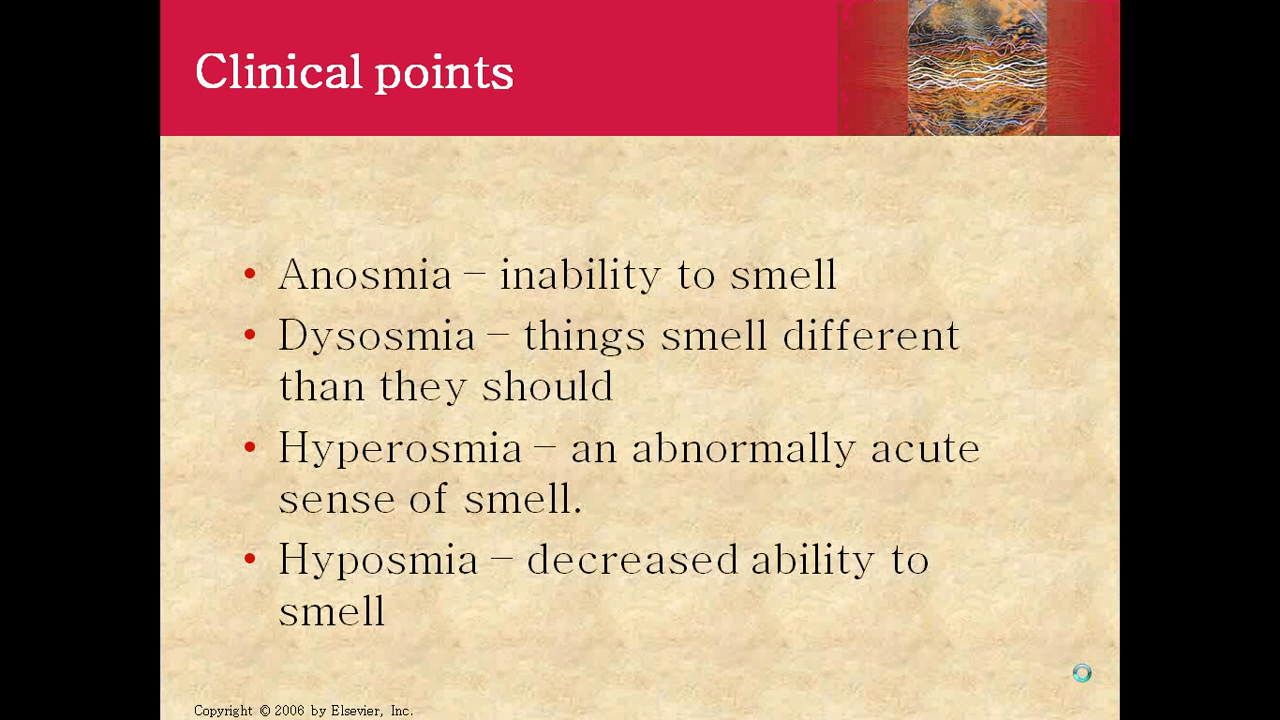 Clinical points
• Anosmia – inability to smell
• Dysosmia – things smell different
than they should
• Hyperosmia – an abnormally acute
sense of smell.
• Hyposmia – decreased ability to
smell
Copyright © 2006 by Elsevier, Inc.